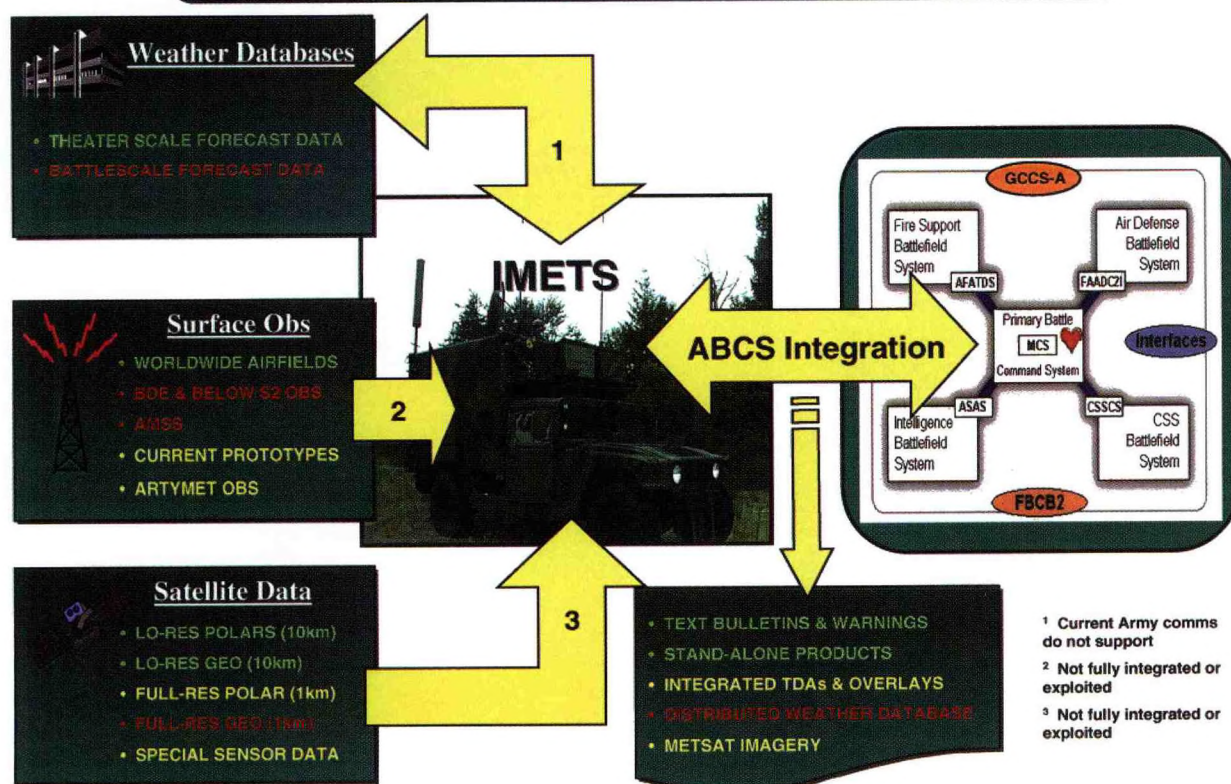 Weather Databases
• THEATER SCALE FORECAST DATA
• BATTLESCALE FORECAST DATA
1
IMETS
Surface Obs
• WORLDWIDE AIRFIELDS
• BDE & BELOW S2 OBS
• AMSS
• CURRENT PROTOTYPES
• ARTYMET OBS
2
ABCS Integration
GCCS-A
Fire Support
Battlefield
System
Air Defense
Battlefield
System
AFATDS
FAADC2I
Primary Battle
MCS
Command System
Interfaces
ASAS
CSSCS
Intelligence
Battlefield
System
CSS
Battlefield
System
FBCB2
Satellite Data
• LO-RES POLARS (10km)
• LO-RES GEO (10km)
• FULL-RES POLAR (1km)
• FULL-RES GEO (1km)
• SPECIAL SENSOR DATA
3
• TEXT BULLETINS & WARNINGS
• STAND-ALONE PRODUCTS
• INTEGRATED TDAs & OVERLAYS
• DISTRIBUTED WEATHER DATABASE
• METSAT IMAGERY
1 Current Army comms
do not support
2 Not fully integrated or
exploited
3 Not fully integrated or
exploited